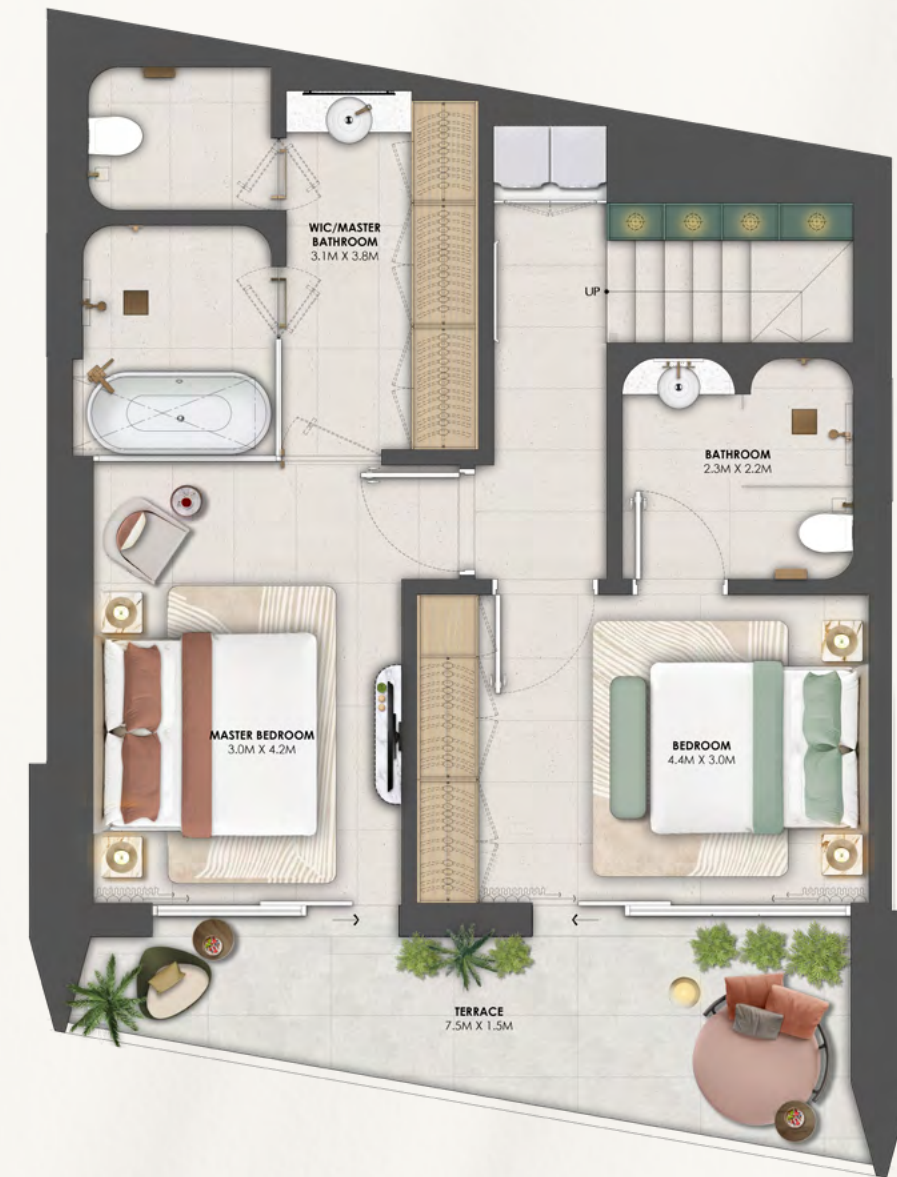 WIC/MASTER
BATHROOM
3.1M X 3.8M
UP
BATHROOM
2.3M X 2.2M
MASTER BEDROOM
3.0M X 4.2M
BEDROOM
4.4M X 3.0M
TERRACE
7.5M X 1.5M